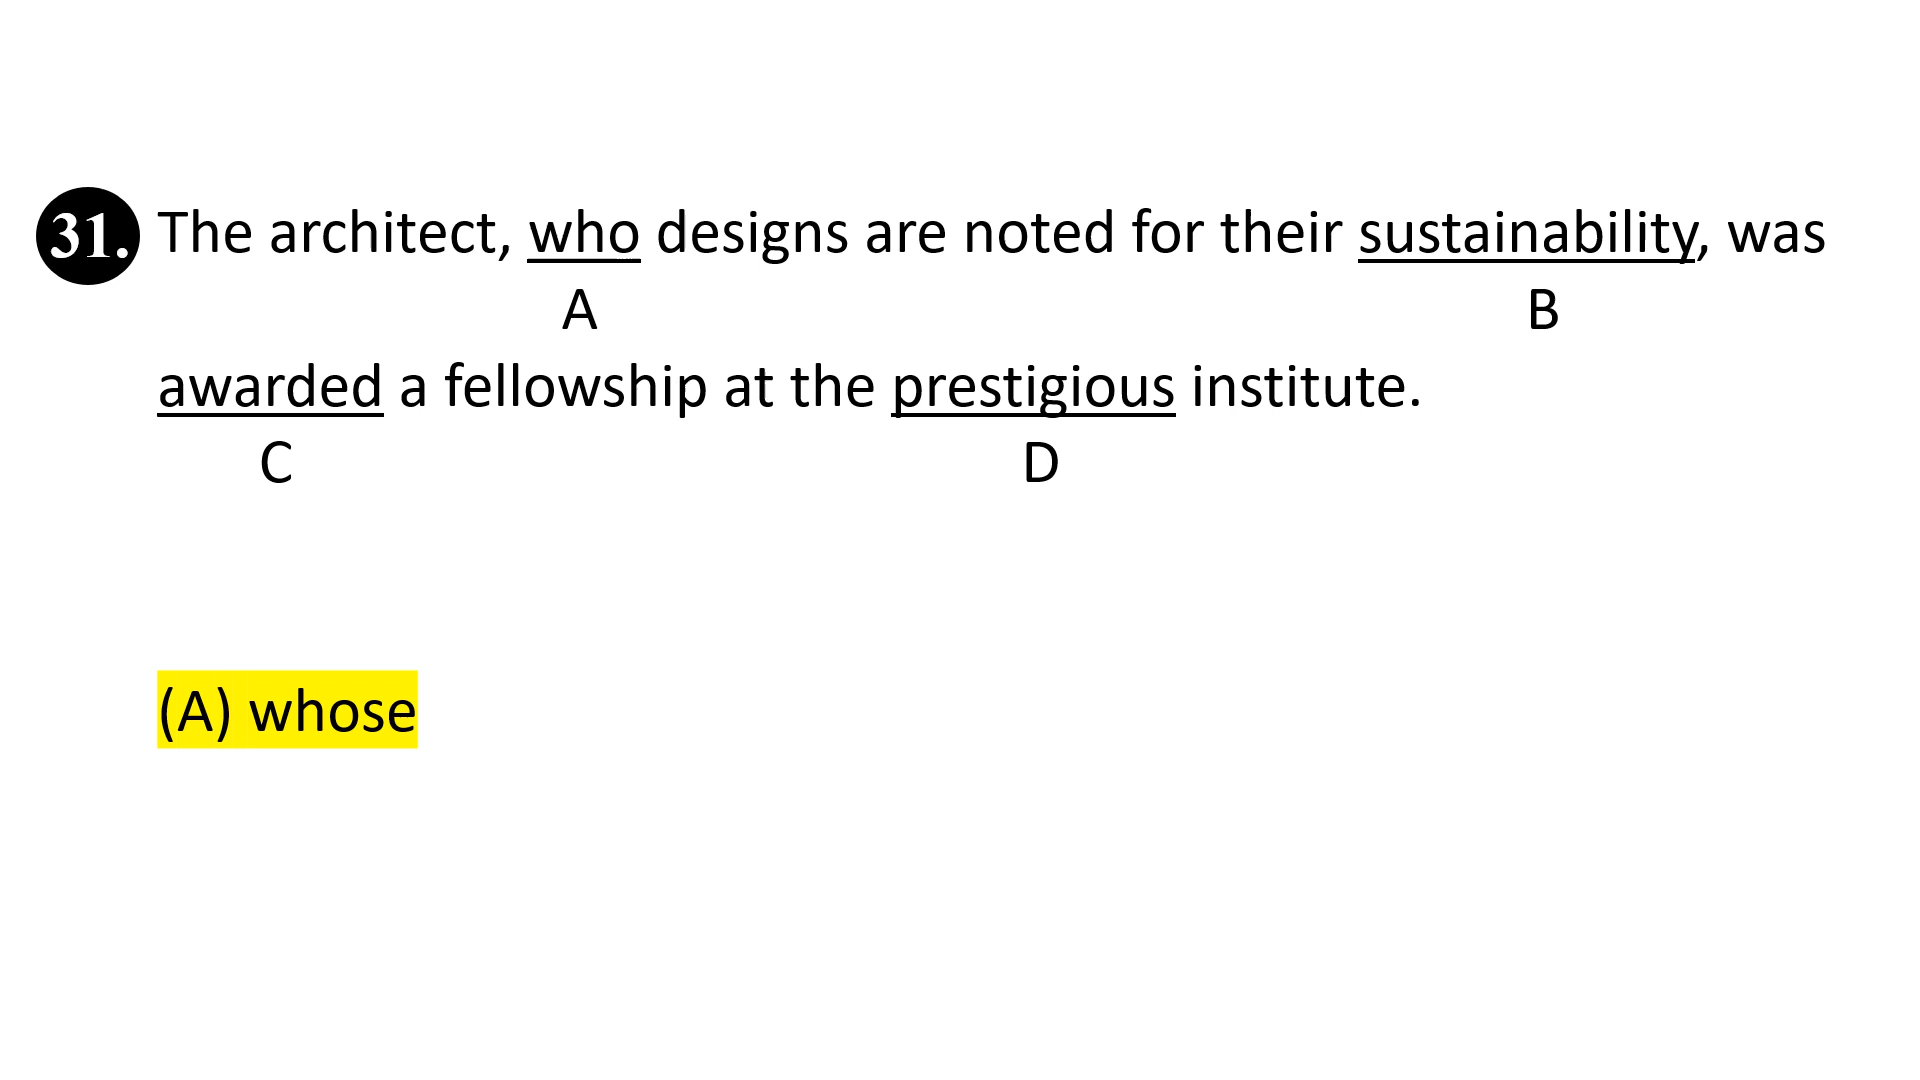 31. The architect, who designs are noted for their sustainability, was
A B
awarded a fellowship at the prestigious institute.
C D
(A) whose